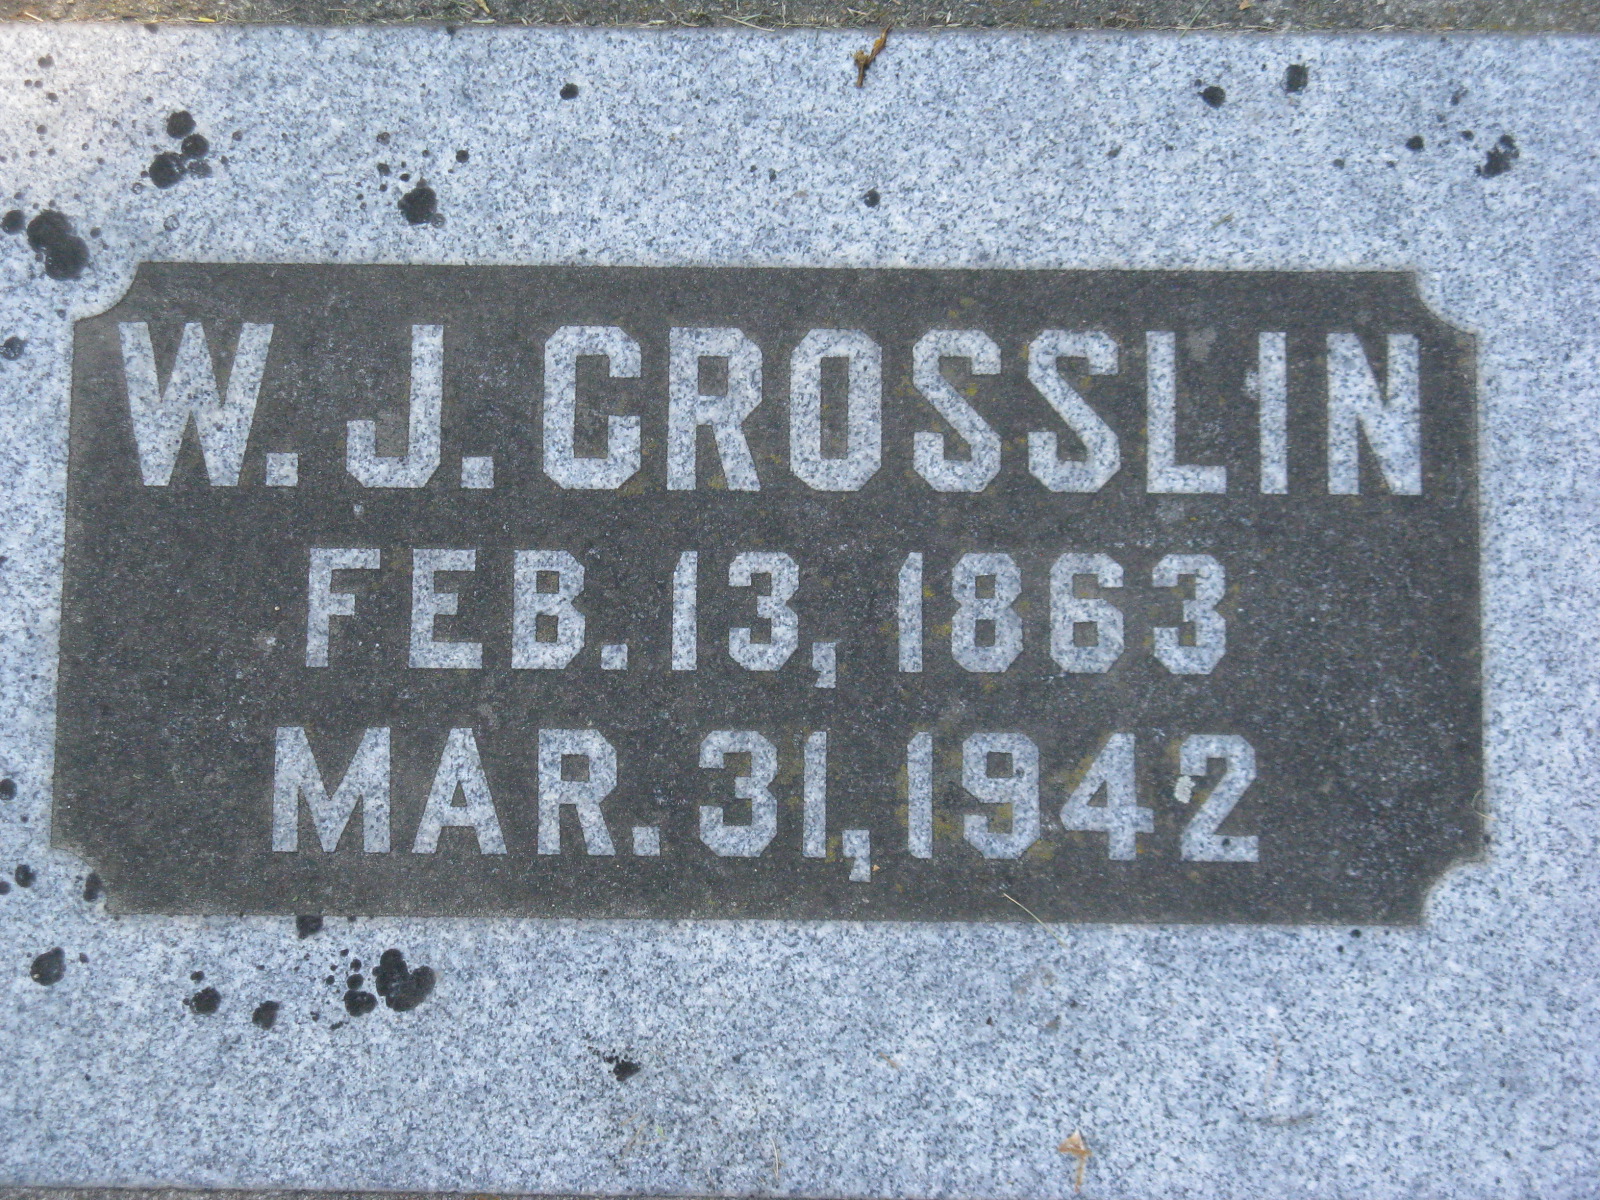 W. J. CROSSLIN
FEB. 13, 1863
MAR. 31, 1942